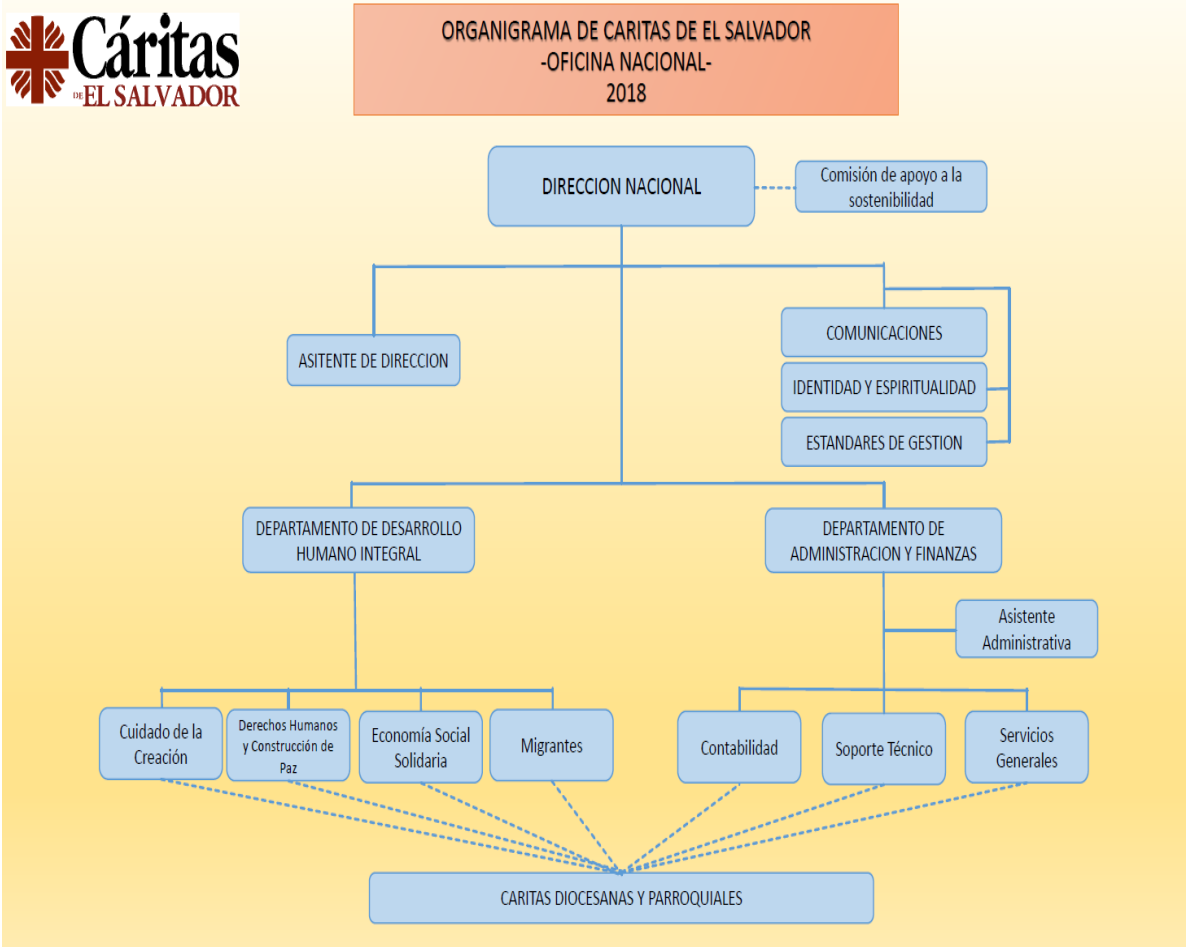 Cáritas
DE EL SALVADOR
ORGANIGRAMA DE CARITAS DE EL SALVADOR
-OFICINA NACIONAL-
2018
DIRECCION NACIONAL
Comisión de apoyo a la
sostenibilidad
ASITENTE DE DIRECCION
COMUNICACIONES
IDENTIDAD Y ESPIRITUALIDAD
ESTANDARES DE GESTION
DEPARTAMENTO DE DESARROLLO
HUMANO INTEGRAL
DEPARTAMENTO DE
ADMINISTRACION Y FINANZAS
Asistente
Administrativa
Cuidado de la
Creación
Derechos Humanos
y Construcción de
Paz
Economía Social
Solidaria
Migrantes
Contabilidad
Soporte Técnico
Servicios
Generales
CARITAS DIOCESANAS Y PARROQUIALES